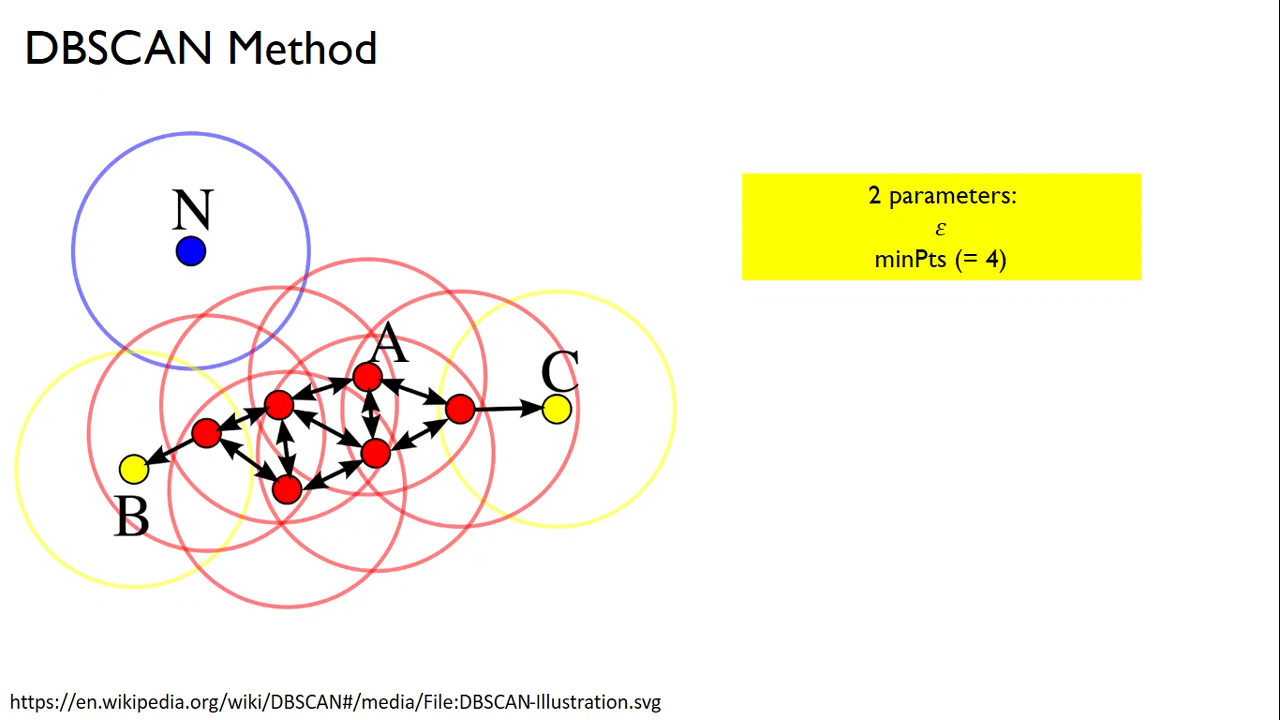 DBSCAN Method
N
A
C
B
2 parameters:
ε
minPts (= 4)
https://en.wikipedia.org/wiki/DBSCAN#/media/File:DBSCAN-Illustration.svg